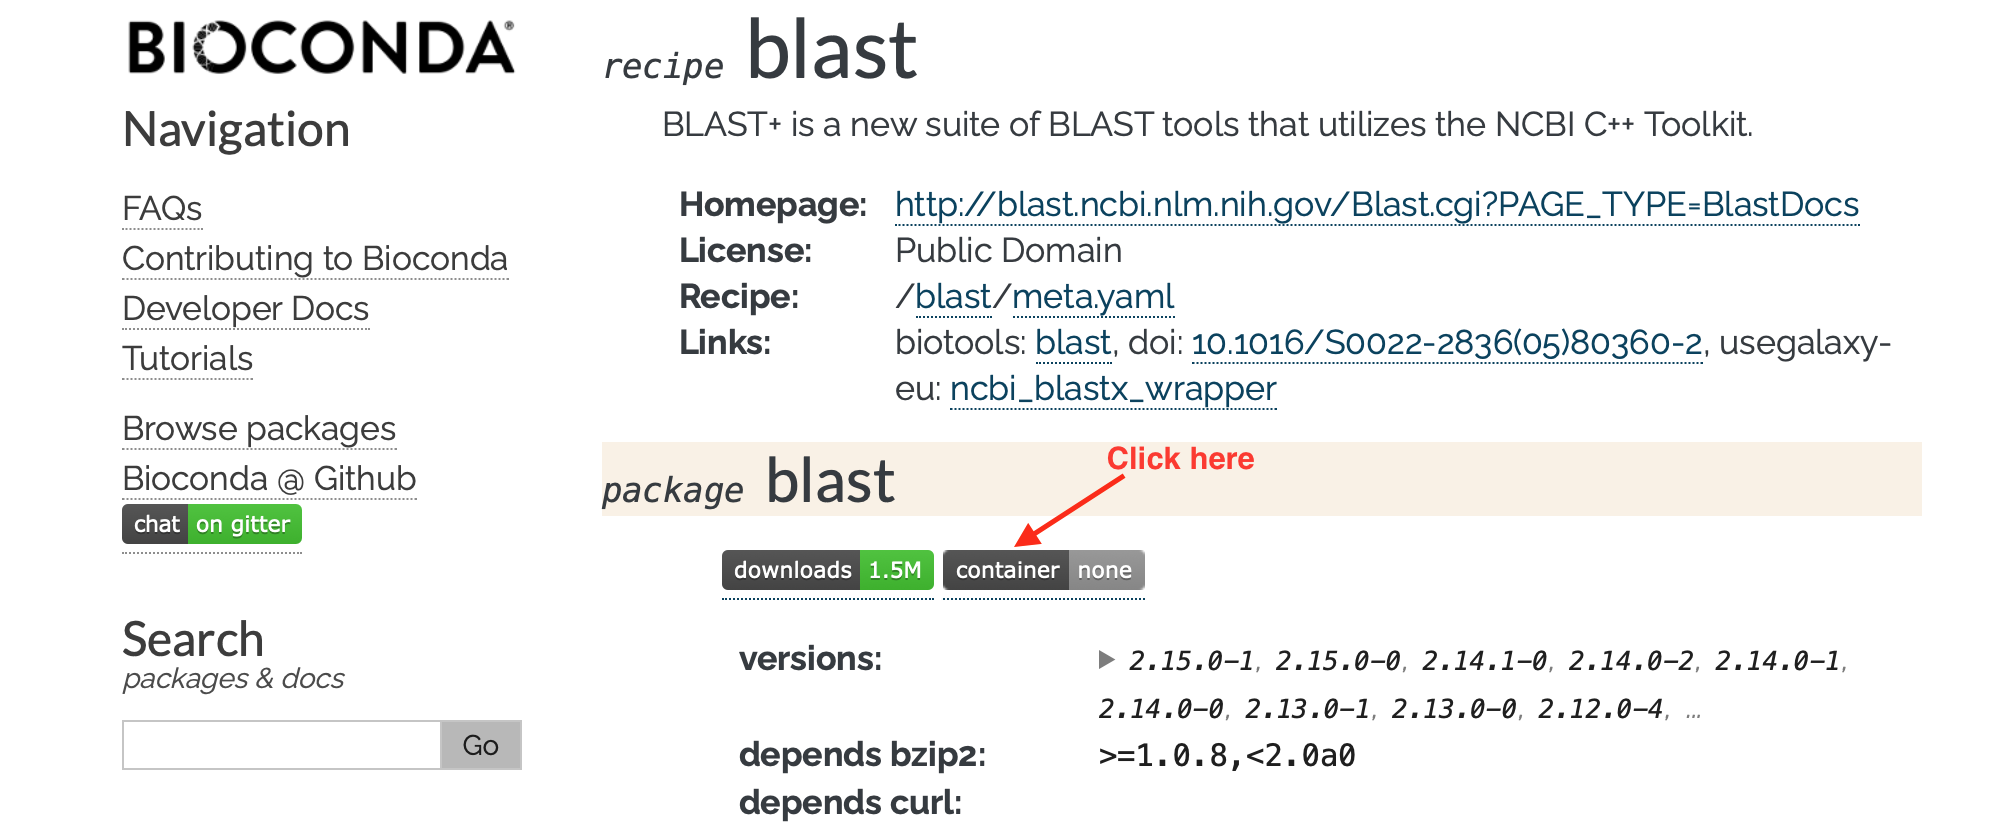 BIOCONDA®
Navigation
FAQs
Contributing to Bioconda
Developer Docs
Tutorials
Browse packages
Bioconda @ Github
chat on gitter
Search
packages & docs
Go
recipe blast
BLAST+ is a new suite of BLAST tools that utilizes the NCBI C++ Toolkit.
Homepage: http://blast.ncbi.nlm.nih.gov/Blast.cgi?PAGE_TYPE=BlastDocs
License: Public Domain
Recipe: /blast/meta.yaml
Links: biotools: blast, doi: 10.1016/S0022-2836(05)80360-2, usegalaxy-
eu: ncbi_blastx_wrapper
Click here
package blast
downloads 1.5M container none
versions: ▶ 2.15.0-1, 2.15.0-0, 2.14.1-0, 2.14.0-2, 2.14.0-1,
2.14.0-0, 2.13.0-1, 2.13.0-0, 2.12.0-4, ...
depends bzip2: >=1.0.8,<2.0a0
depends curl: